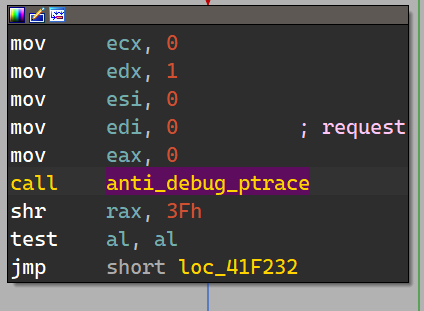 mov ecx, 0
mov edx, 1
mov esi, 0
mov edi, 0 ; request
mov eax, 0
call anti_debug_ptrace
shr rax, 3Fh
test al, al
jmp short loc_41F232